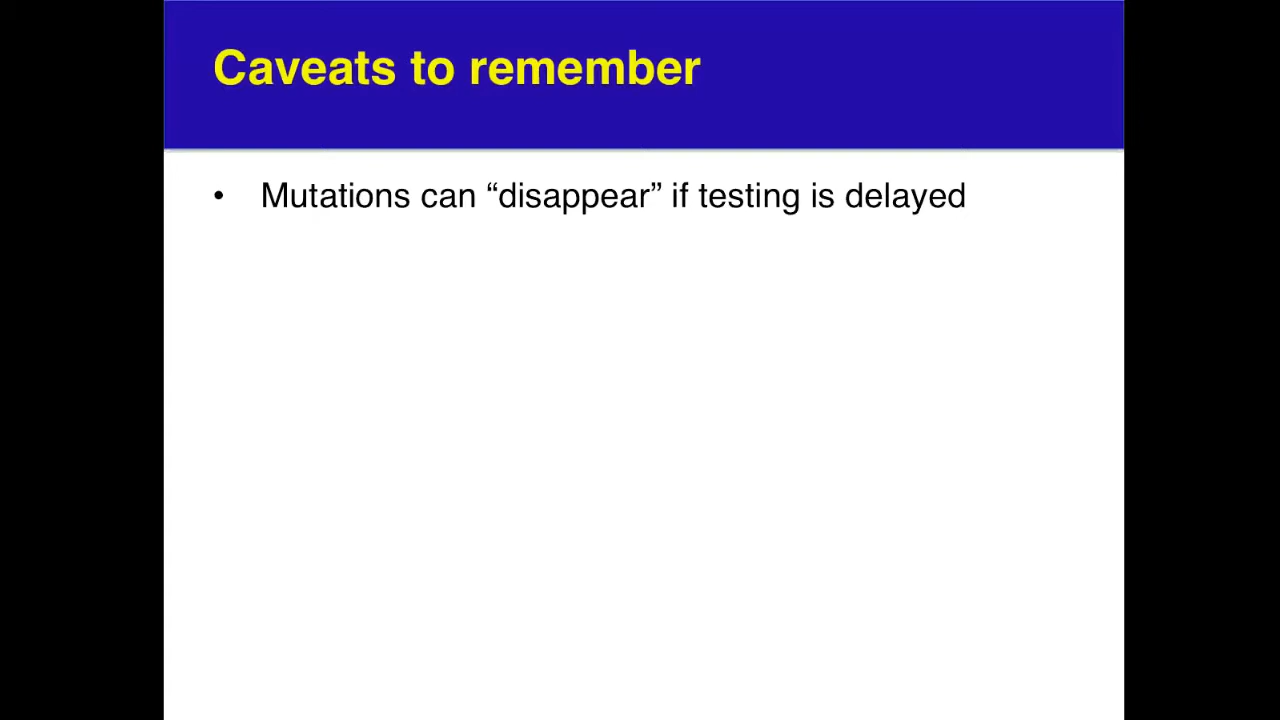 Caveats to remember
• Mutations can “disappear” if testing is delayed